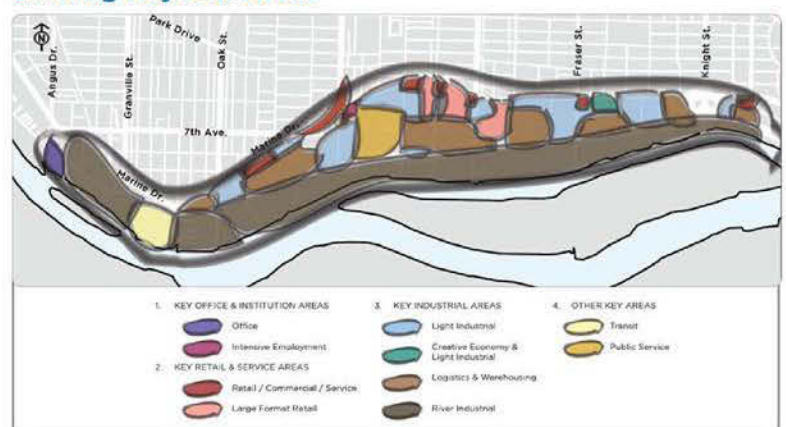 N
Park Drive
Angus Dr.
Granville St.
Oak St.
Fraser St.
Knight St.
7th Ave.
Marine Dr.
Marine Dr.
1. KEY OFFICE & INSTITUTION AREAS
Office
Intensive Employment
2. KEY RETAIL & SERVICE AREAS
Retail / Commercial / Service
Large Format Retail
3. KEY INDUSTRIAL AREAS
Light Industrial
Creative Economy &
Light Industrial
Logistics & Warehousing
River Industrial
4. OTHER KEY AREAS
Transit
Public Service